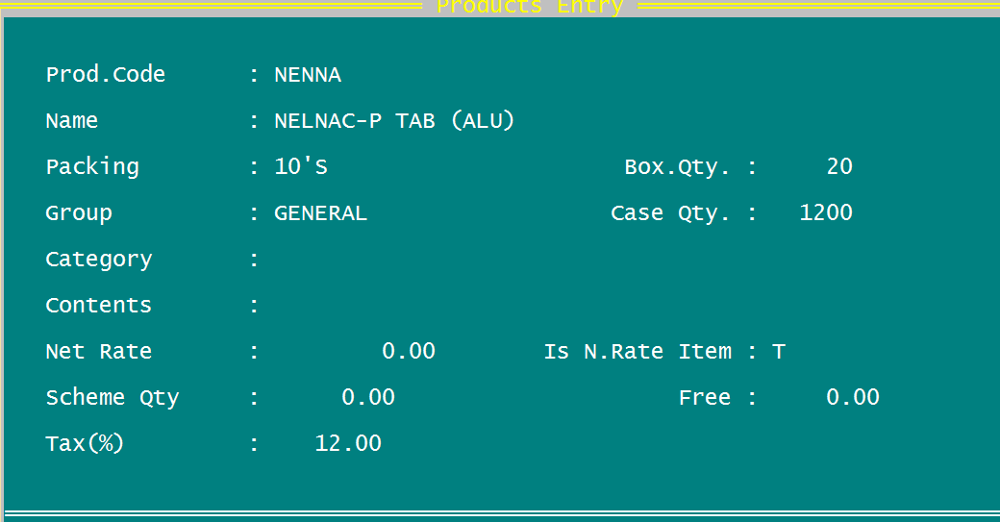 Products Entry
Prod.Code : NENNA
Name : NELNAC-P TAB (ALU)
Packing : 10'S Box.Qty. : 20
Group : GENERAL Case Qty. : 1200
Category :
Contents :
Net Rate : 0.00 Is N.Rate Item : T
Scheme Qty : 0.00 Free : 0.00
Tax(%) : 12.00